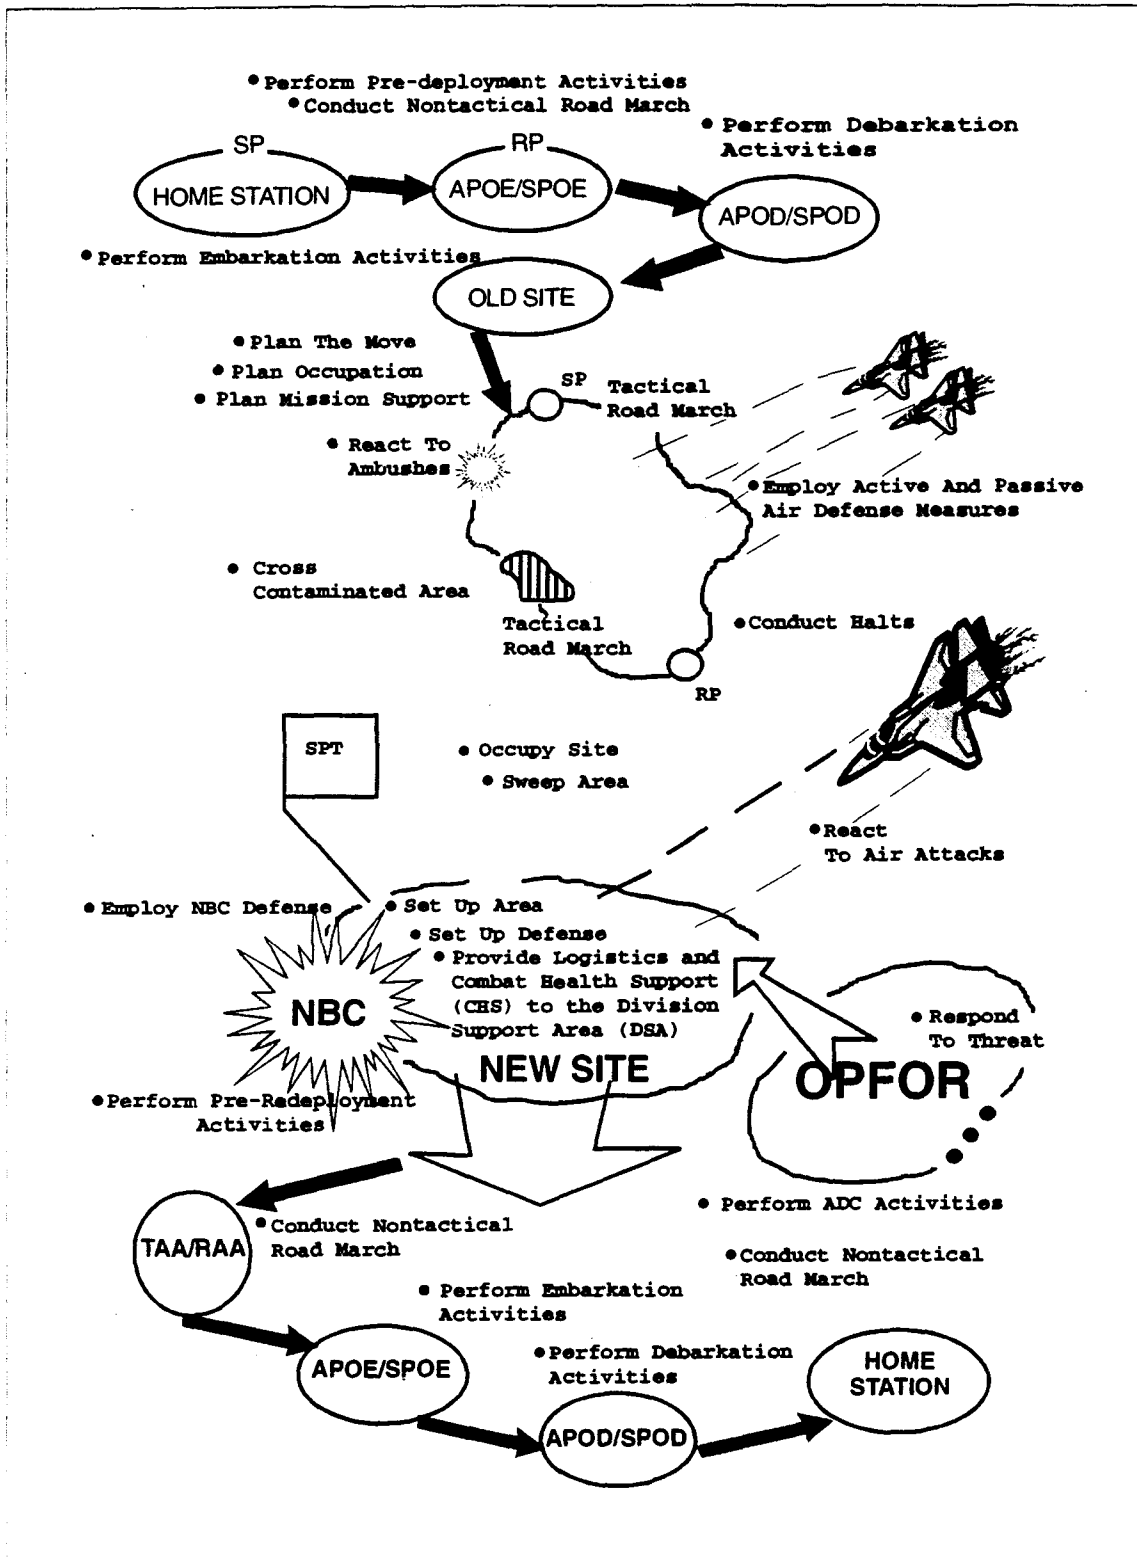 • Perform Pre-deployment Activities
• Conduct Nontactical Road March
• Perform Debarkation
Activities
SP
HOME STATION
RP
APOE/SPOE
APOD/SPOD
• Perform Embarkation Activities
OLD SITE
• Plan The Move
• Plan Occupation
• Plan Mission Support
SP
Tactical
Road March
• React To
Ambushes
• Employ Active And Passive
Air Defense Measures
• Cross
Contaminated Area
Tactical
Road March
• Conduct Halts
RP
SPT
• Occupy Site
• Sweep Area
• React
To Air Attacks
• Employ NBC Defense
• Set Up Area
• Set Up Defense
• Provide Logistics and
Combat Health Support
(CHS) to the Division
Support Area (DSA)
NBC
NEW SITE
• Respond
To Threat
OPFOR
• Perform Pre-Redeployment
Activities
• Perform ADC Activities
TAA/RAA
• Conduct Nontactical
Road March
• Conduct Nontactical
Road March
• Perform Embarkation
Activities
APOE/SPOE
• Perform Debarkation
Activities
HOME
STATION
APOD/SPOD